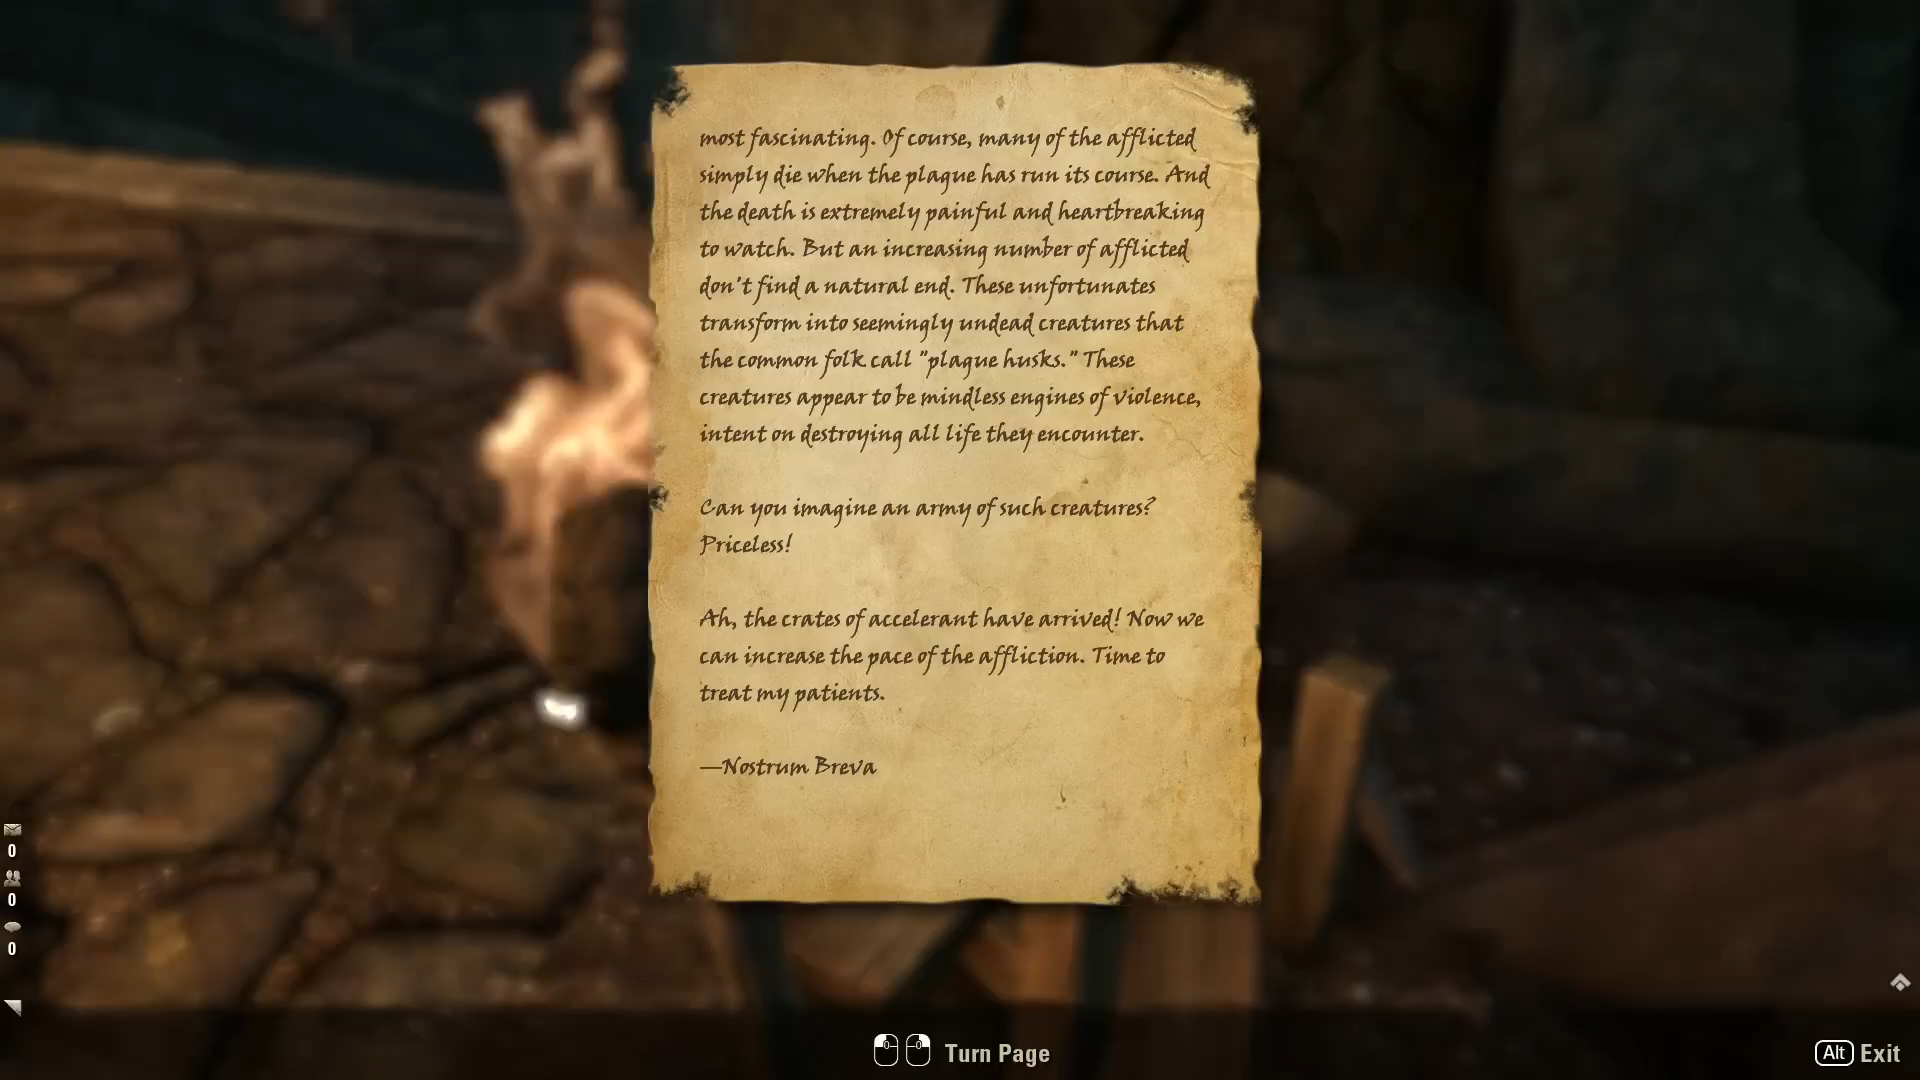 most fascinating. Of course, many of the afflicted
simply die when the plague has run its course. And
the death is extremely painful and heartbreaking
to watch. But an increasing number of afflicted
don't find a natural end. These unfortunates
transform into seemingly undead creatures that
the common folk call "plague husks." These
creatures appear to be mindless engines of violence,
intent on destroying all life they encounter.
Can you imagine an army of such creatures?
Priceless!
Ah, the crates of accelerant have arrived! Now we
can increase the pace of the affliction. Time to
treat my patients.
—Nostrum Breva
0
0
0
Turn Page
Alt Exit